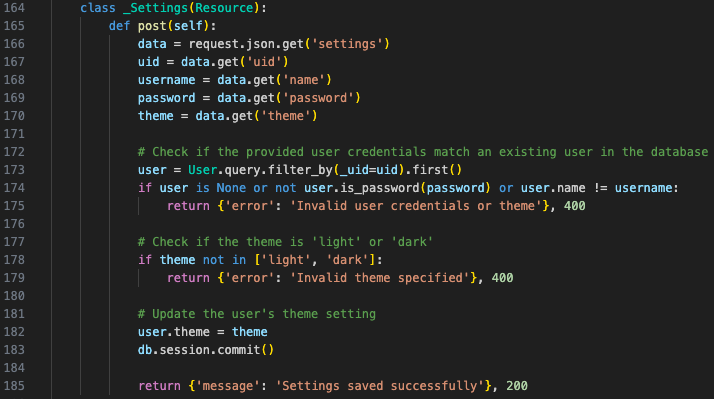 164 class _Settings(Resource):
165 def post(self):
166 data = request.json.get('settings')
167 uid = data.get('uid')
168 username = data.get('name')
169 password = data.get('password')
170 theme = data.get('theme')
171
172 # Check if the provided user credentials match an existing user in the database
173 user = User.query.filter_by(_uid=uid).first()
174 if user is None or not user.is_password(password) or user.name != username:
175 return {'error': 'Invalid user credentials or theme'}, 400
176
177 # Check if the theme is 'light' or 'dark'
178 if theme not in ['light', 'dark']:
179 return {'error': 'Invalid theme specified'}, 400
180
181 # Update the user's theme setting
182 user.theme = theme
183 db.session.commit()
184
185 return {'message': 'Settings saved successfully'}, 200